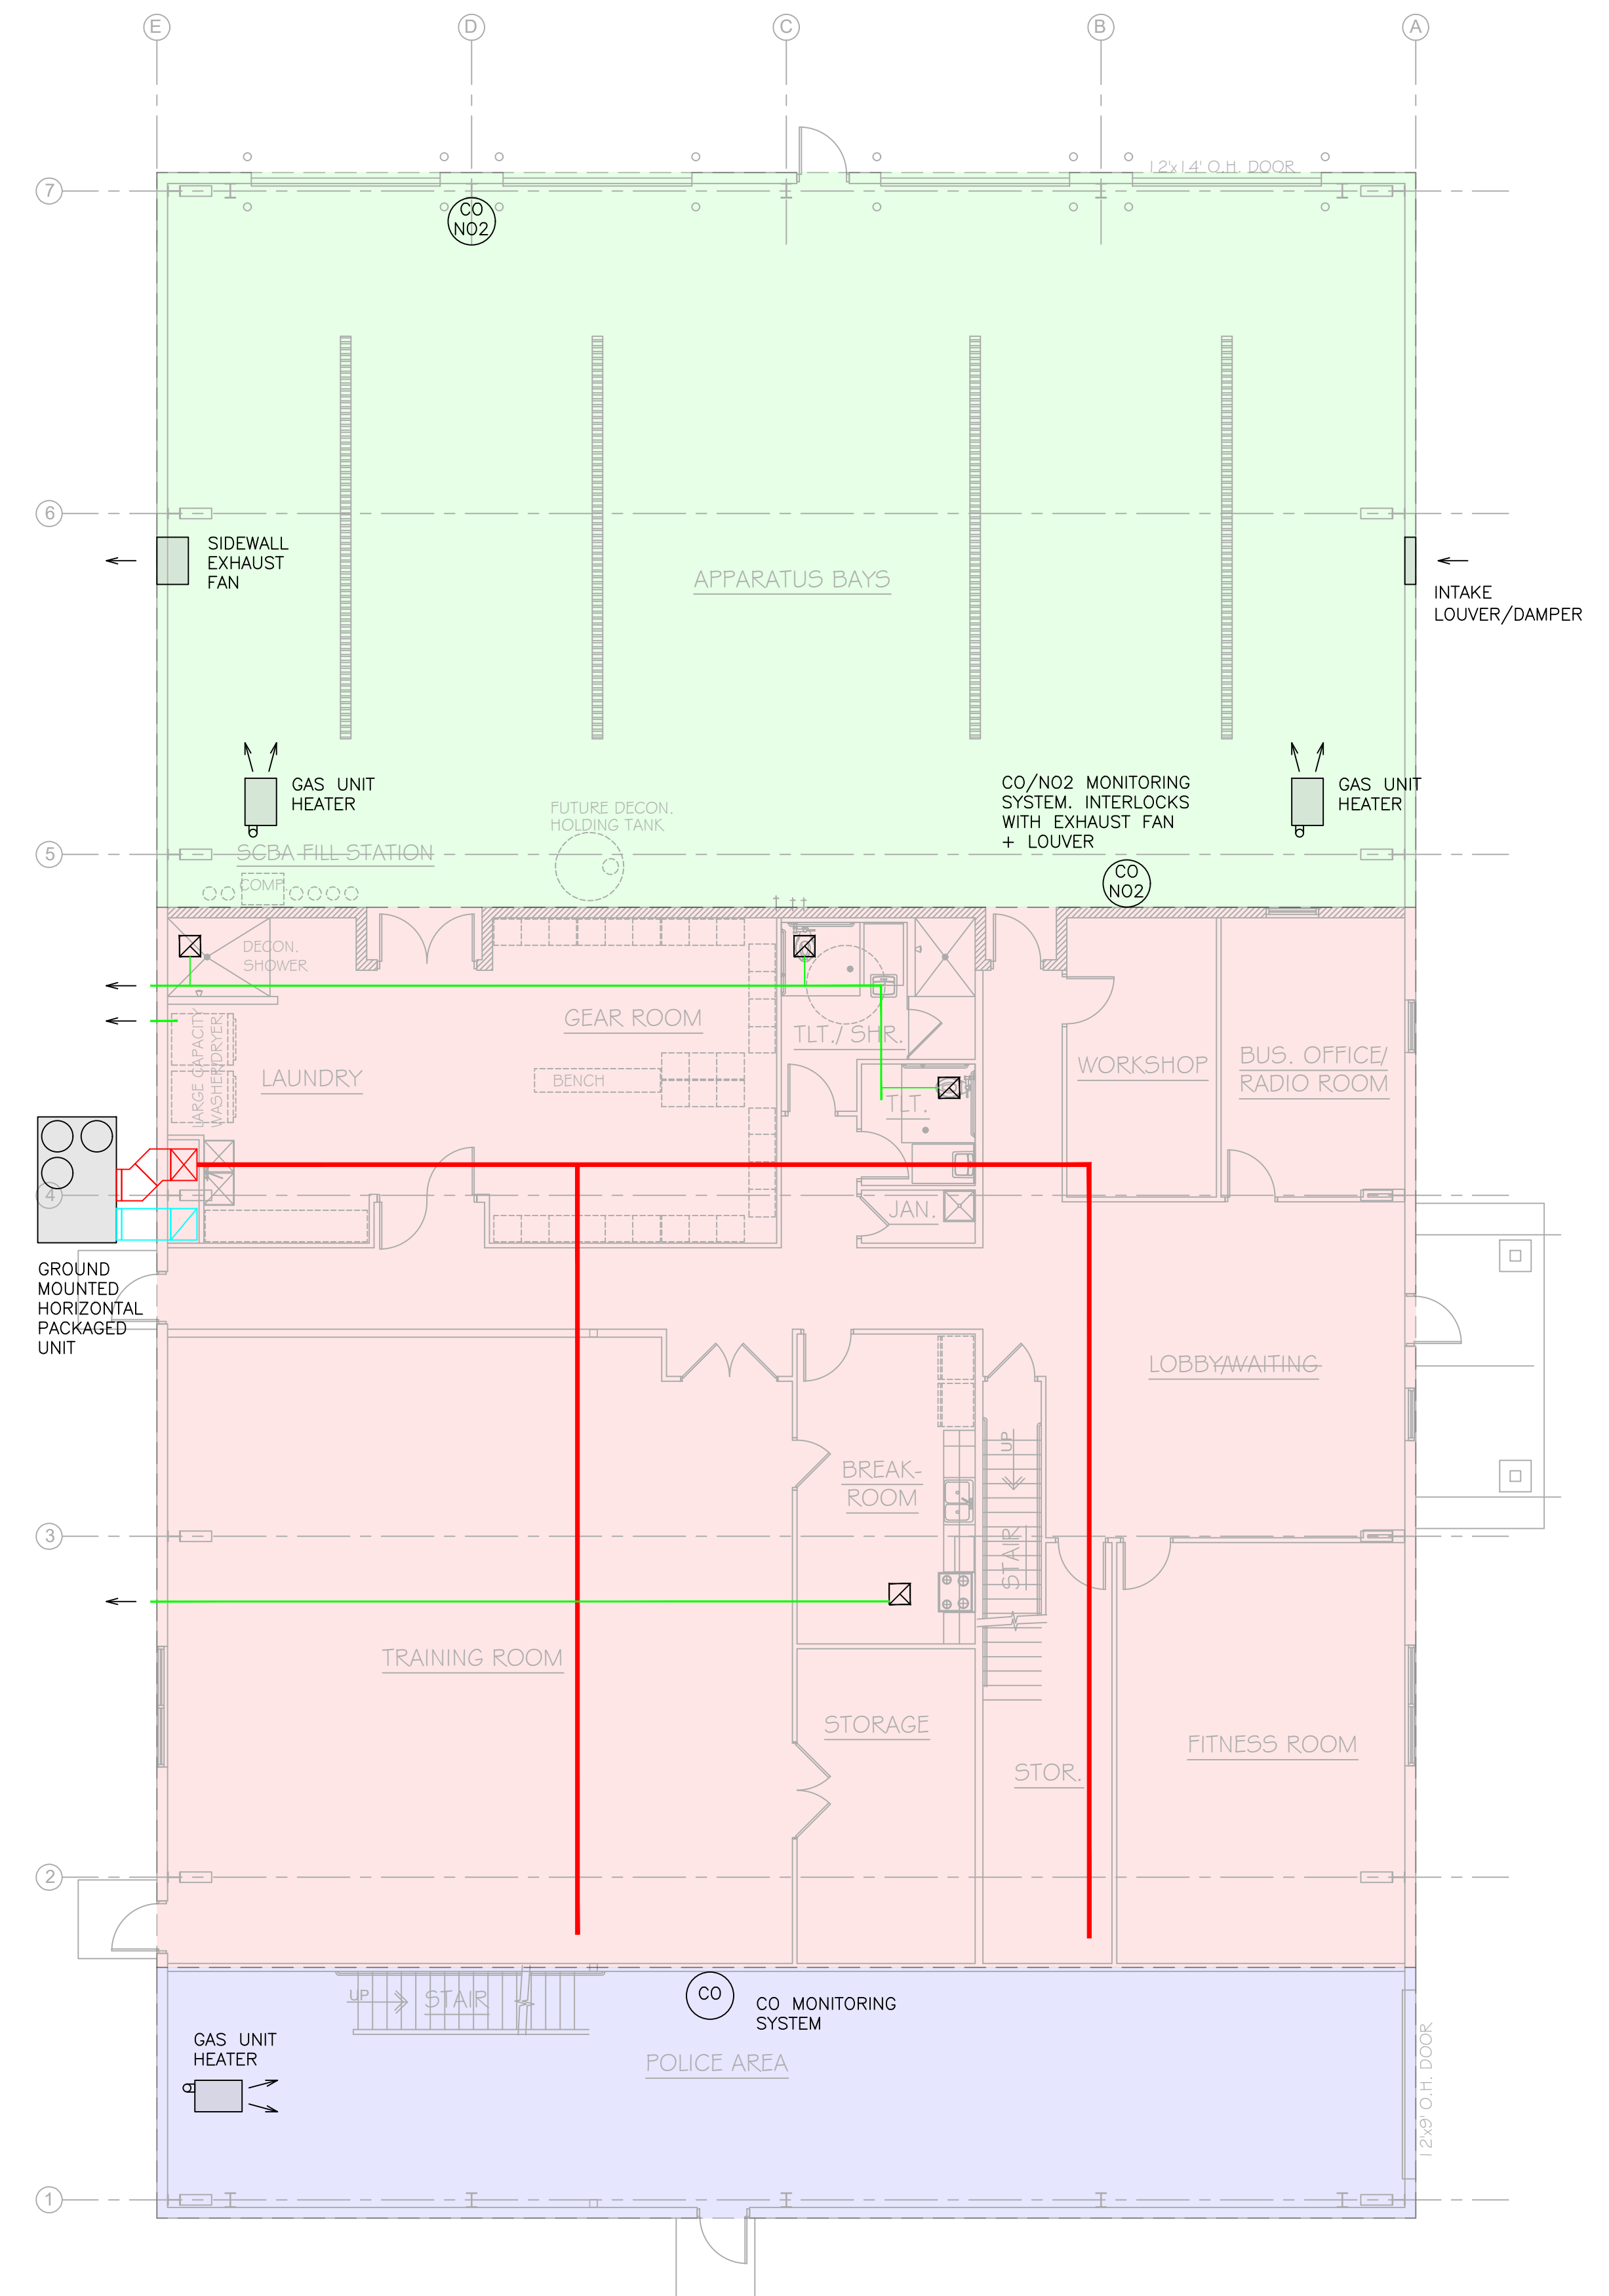 E
D
C
B
A
12'x14' O.H. DOOR
7
CO
NO2
6
SIDEWALL
EXHAUST
FAN
APPARATUS BAYS
INTAKE
LOUVER/DAMPER
GAS UNIT
HEATER
FUTURE DECON.
HOLDING TANK
CO/NO2 MONITORING
SYSTEM. INTERLOCKS
WITH EXHAUST FAN
+ LOUVER
GAS UNIT
HEATER
5
SCBA FILL STATION
COMP.
CO
NO2
DECON.
SHOWER
GEAR ROOM
TLT./ SHR.
LARGE CAPACITY
WASHER/DRYER
LAUNDRY
BENCH
WORKSHOP
BUS. OFFICE/
RADIO ROOM
TLT.
4
JAN.
GROUND
MOUNTED
HORIZONTAL
PACKAGED
UNIT
LOBBY/WAITING
UP
BREAK-
ROOM
3
STAIR
TRAINING ROOM
STORAGE
FITNESS ROOM
STOR.
2
UP
STAIR
CO
CO MONITORING
SYSTEM
GAS UNIT
HEATER
POLICE AREA
12'x9' O.H. DOOR
1